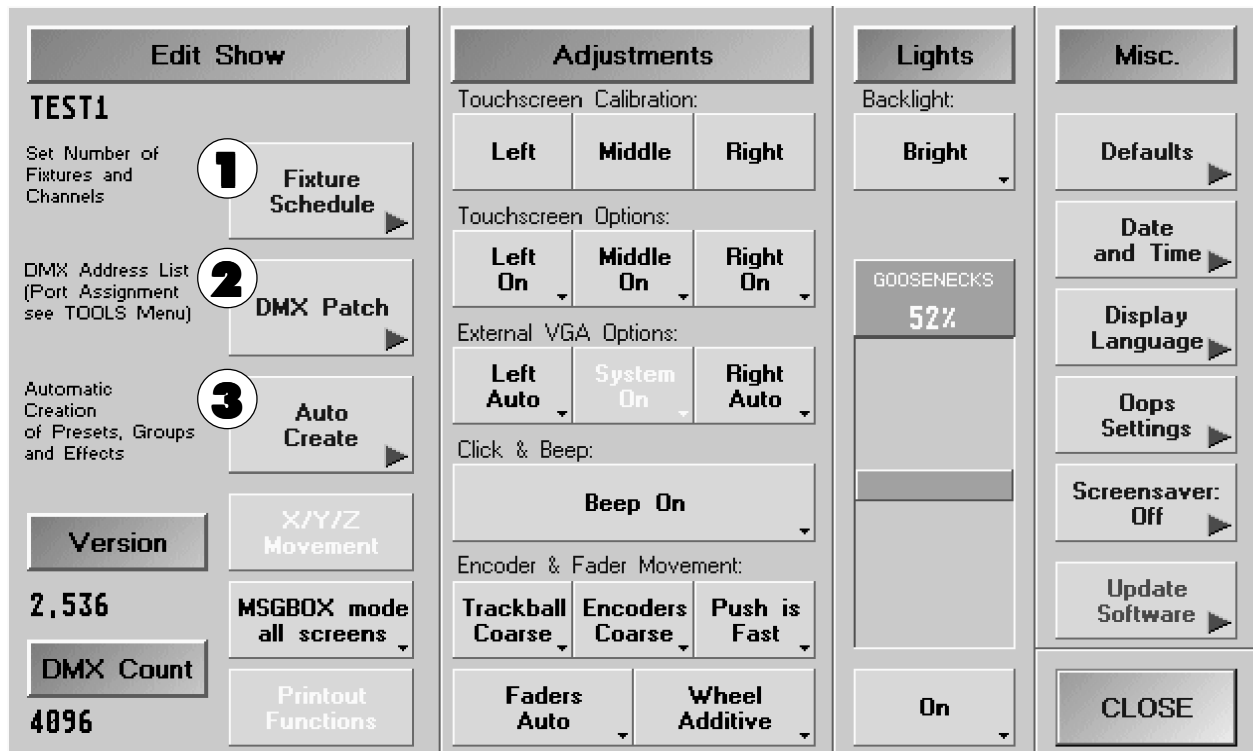 Edit Show
TEST1
Set Number of
Fixtures and
Channels
1
Fixture
Schedule
DMX Address List
(Port Assignment
see TOOLS Menu)
2
DMX Patch
Automatic
Creation
of Presets, Groups
and Effects
3
Auto
Create
Version
2,536
DMX Count
4096
X/Y/Z
Movement
MSGBOX mode
all screens
Printout
Functions
Adjustments
Touchscreen Calibration:
Left Middle Right
Touchscreen Options:
Left Middle Right
On On On
External VGA Options:
Left System Right
Auto On Auto
Click & Beep:
Beep On
Encoder & Fader Movement:
Trackball Encoders Push is
Coarse Coarse Fast
Faders Wheel
Auto Additive
Lights
Backlight:
Bright
GOOSENECKS
52%
On
Misc.
Defaults
Date
and Time
Display
Language
Oops
Settings
Screensaver:
Off
Update
Software
CLOSE